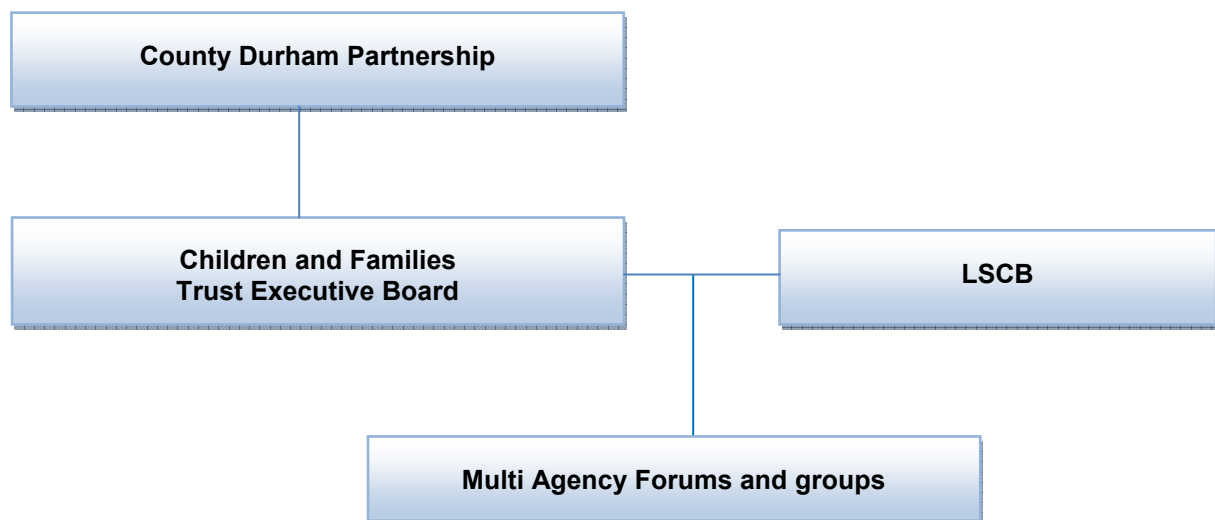 County Durham Partnership
Children and Families
Trust Executive Board
LSCB
Multi Agency Forums and groups